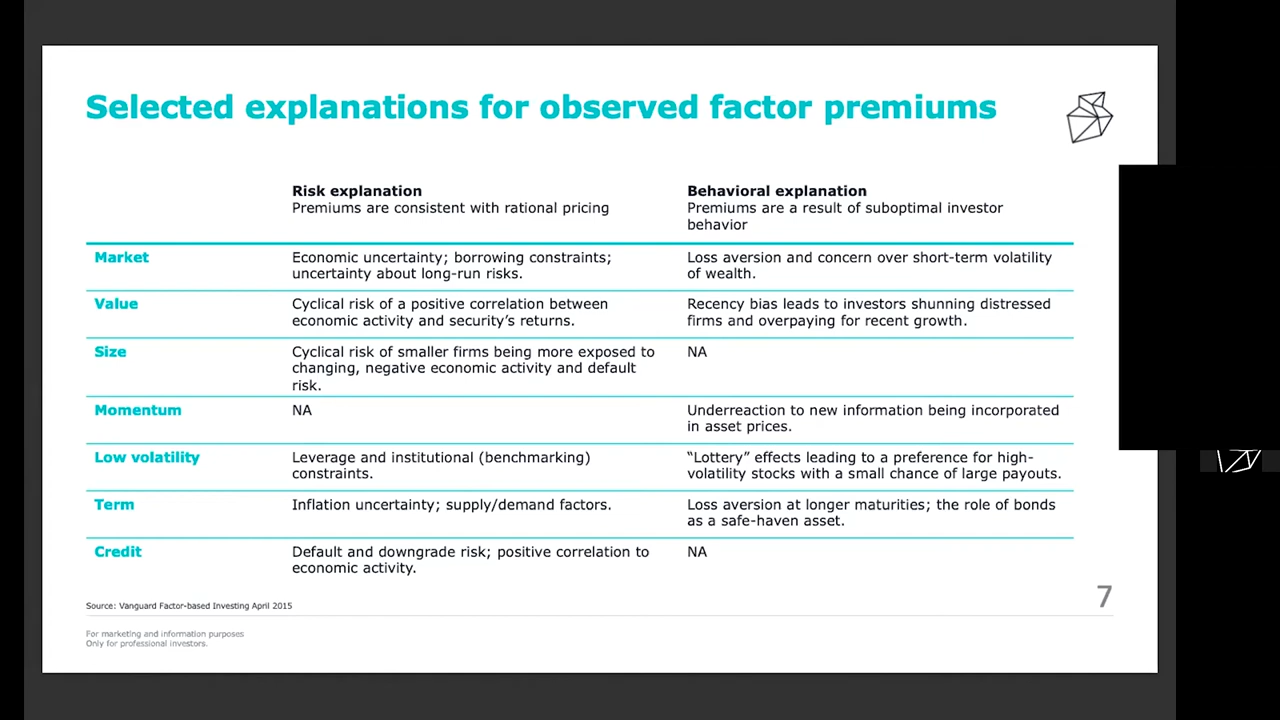 Selected explanations for observed factor premiums
Risk explanation
Premiums are consistent with rational pricing
Behavioral explanation
Premiums are a result of suboptimal investor
behavior
Market
Economic uncertainty; borrowing constraints;
uncertainty about long-run risks.
Loss aversion and concern over short-term volatility
of wealth.
Value
Cyclical risk of a positive correlation between
economic activity and security’s returns.
Recency bias leads to investors shunning distressed
firms and overpaying for recent growth.
Size
Cyclical risk of smaller firms being more exposed to
changing, negative economic activity and default
risk.
NA
Momentum
NA
Underreaction to new information being incorporated
in asset prices.
Low volatility
Leverage and institutional (benchmarking)
constraints.
“Lottery” effects leading to a preference for high-
volatility stocks with a small chance of large payouts.
Term
Inflation uncertainty; supply/demand factors.
Loss aversion at longer maturities; the role of bonds
as a safe-haven asset.
Credit
Default and downgrade risk; positive correlation to
economic activity.
NA
Source: Vanguard Factor-based Investing April 2015
7
For marketing and information purposes
Only for professional investors.